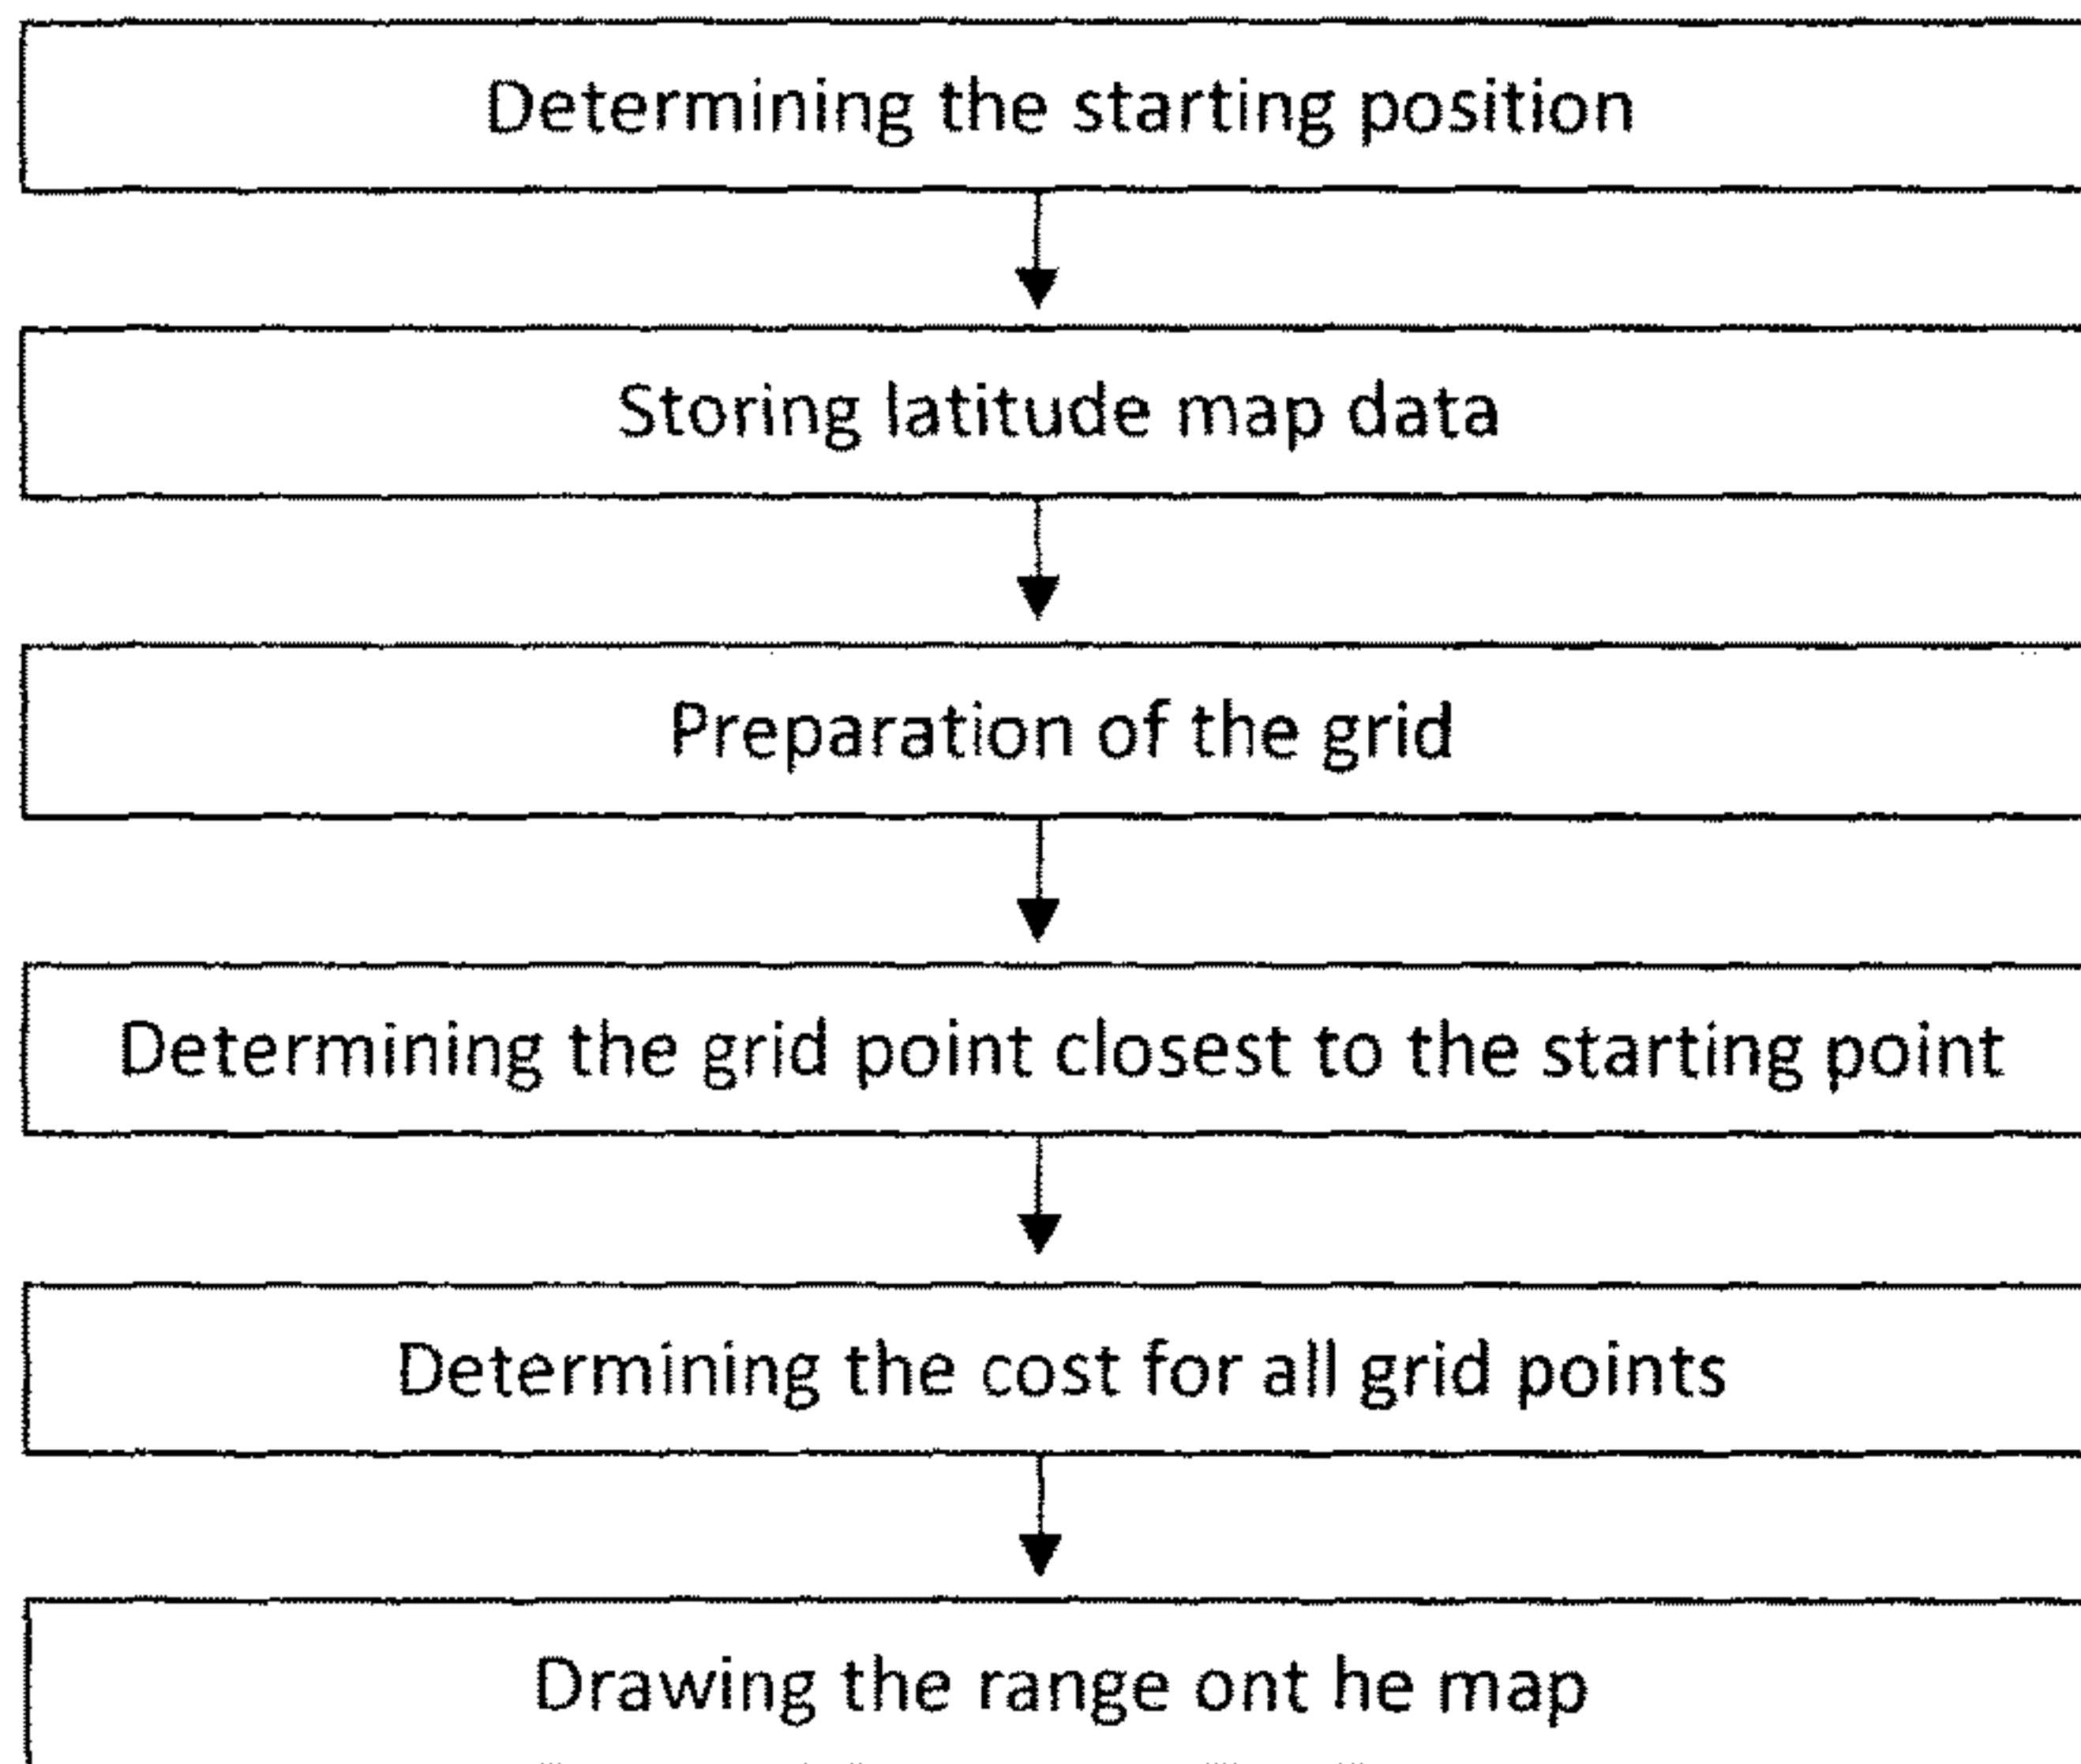 Determining the starting position
Storing latitude map data
Preparation of the grid
Determining the grid point closest to the starting point
Determining the cost for all grid points
Drawing the range ont he map